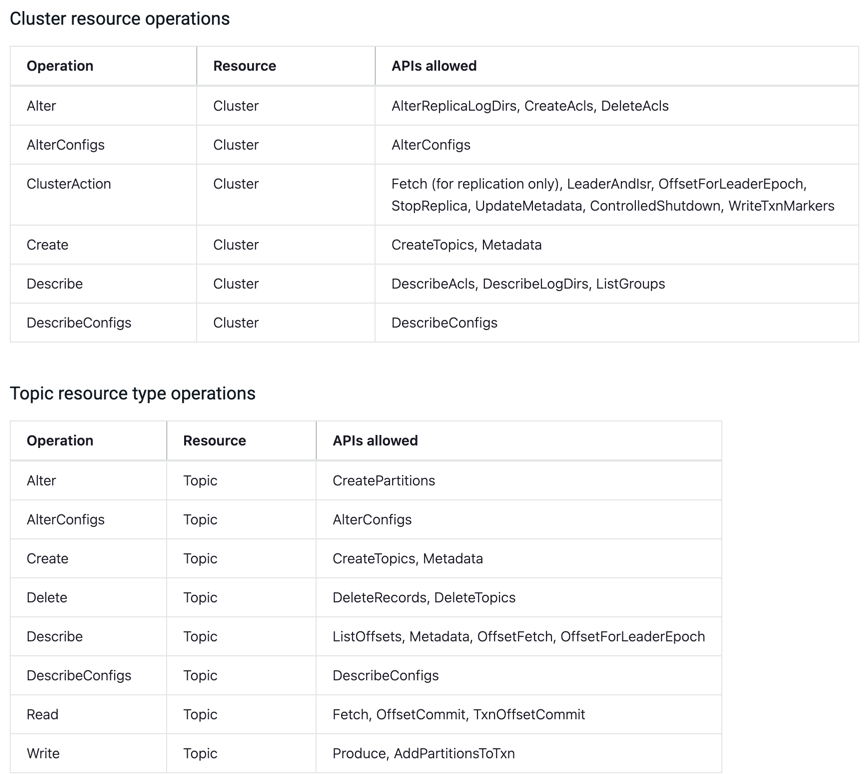 Cluster resource operations
Operation Resource APIs allowed
Alter Cluster AlterReplicaLogDirs, CreateAcls, DeleteAcls
AlterConfigs Cluster AlterConfigs
ClusterAction Cluster Fetch (for replication only), LeaderAndIsr, OffsetForLeaderEpoch,
StopReplica, UpdateMetadata, ControlledShutdown, WriteTxnMarkers
Create Cluster CreateTopics, Metadata
Describe Cluster DescribeAcls, DescribeLogDirs, ListGroups
DescribeConfigs Cluster DescribeConfigs
Topic resource type operations
Operation Resource APIs allowed
Alter Topic CreatePartitions
AlterConfigs Topic AlterConfigs
Create Topic CreateTopics, Metadata
Delete Topic DeleteRecords, DeleteTopics
Describe Topic ListOffsets, Metadata, OffsetFetch, OffsetForLeaderEpoch
DescribeConfigs Topic DescribeConfigs
Read Topic Fetch, OffsetCommit, TxnOffsetCommit
Write Topic Produce, AddPartitionsToTxn